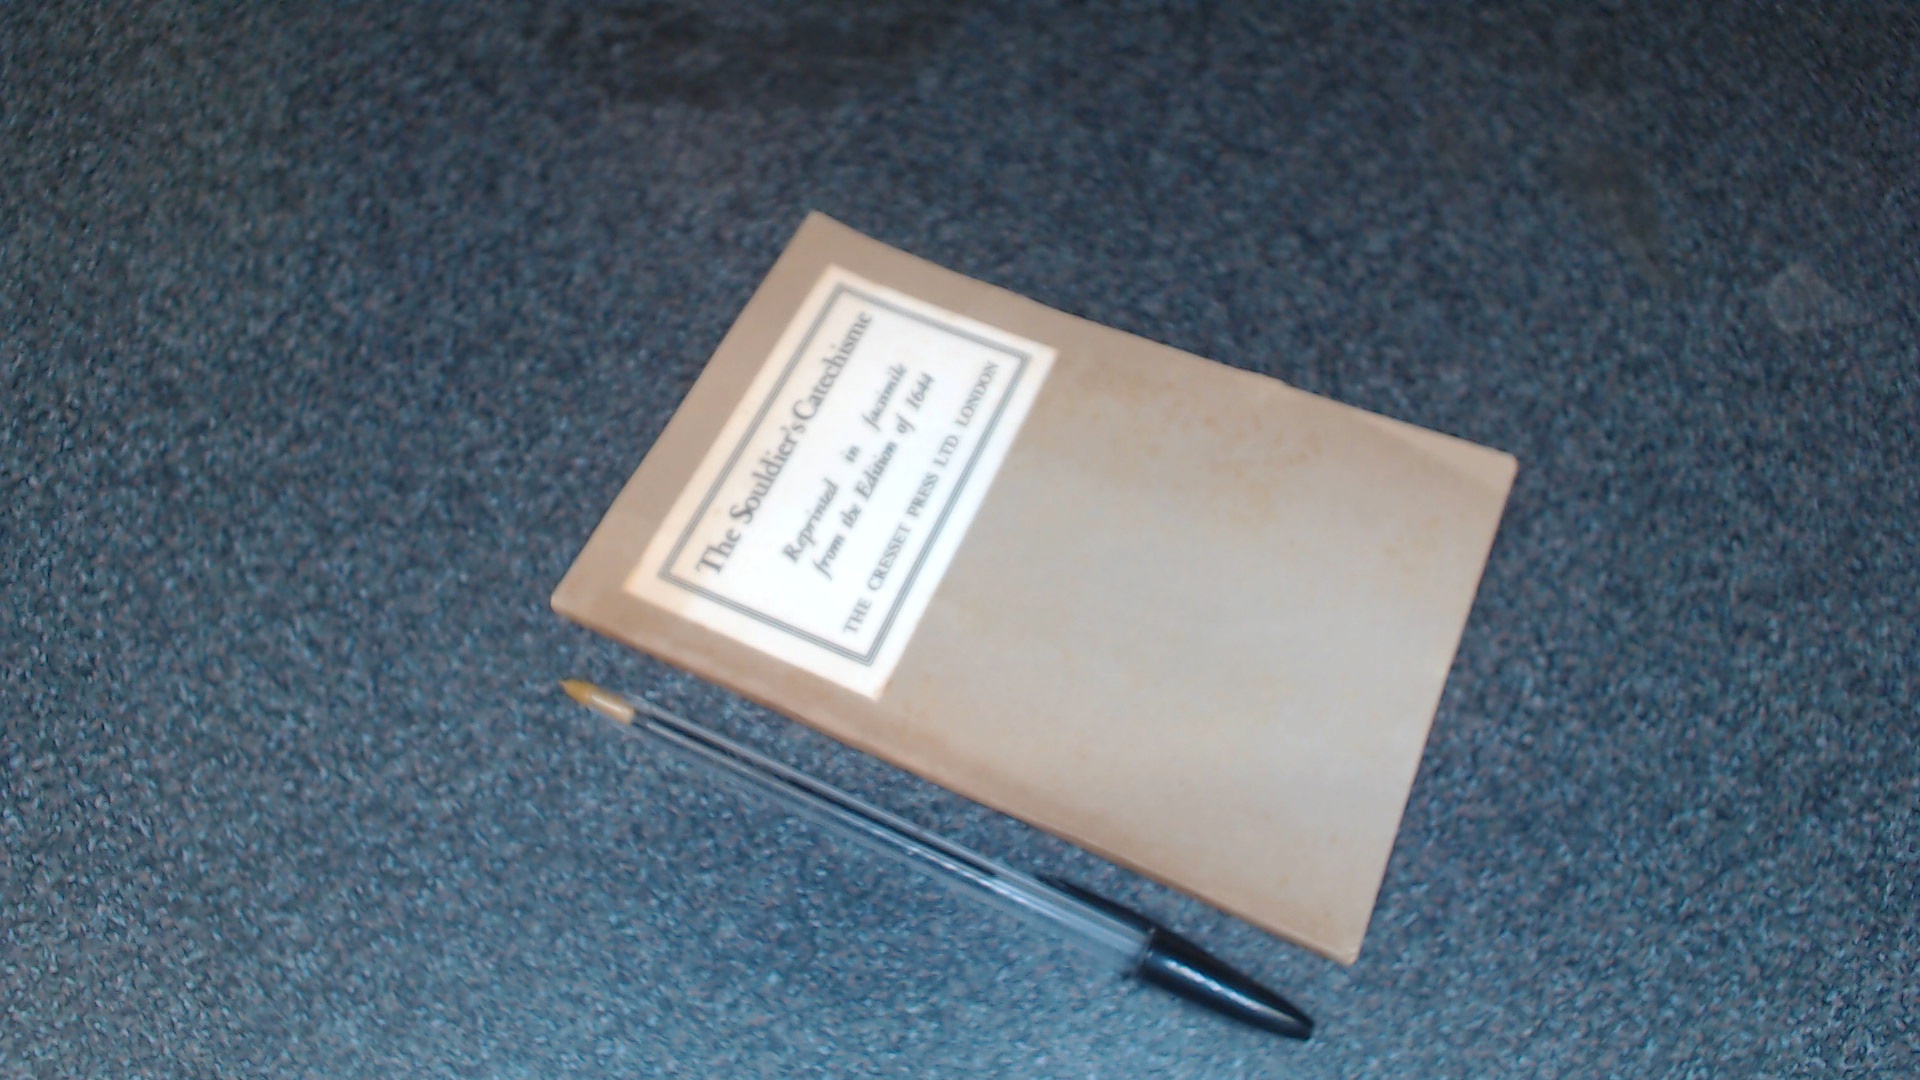 The Souldier's Catechisme
Reprinted in facsimile
from the Edition of 1644
THE CRESSET PRESS LTD. LONDON